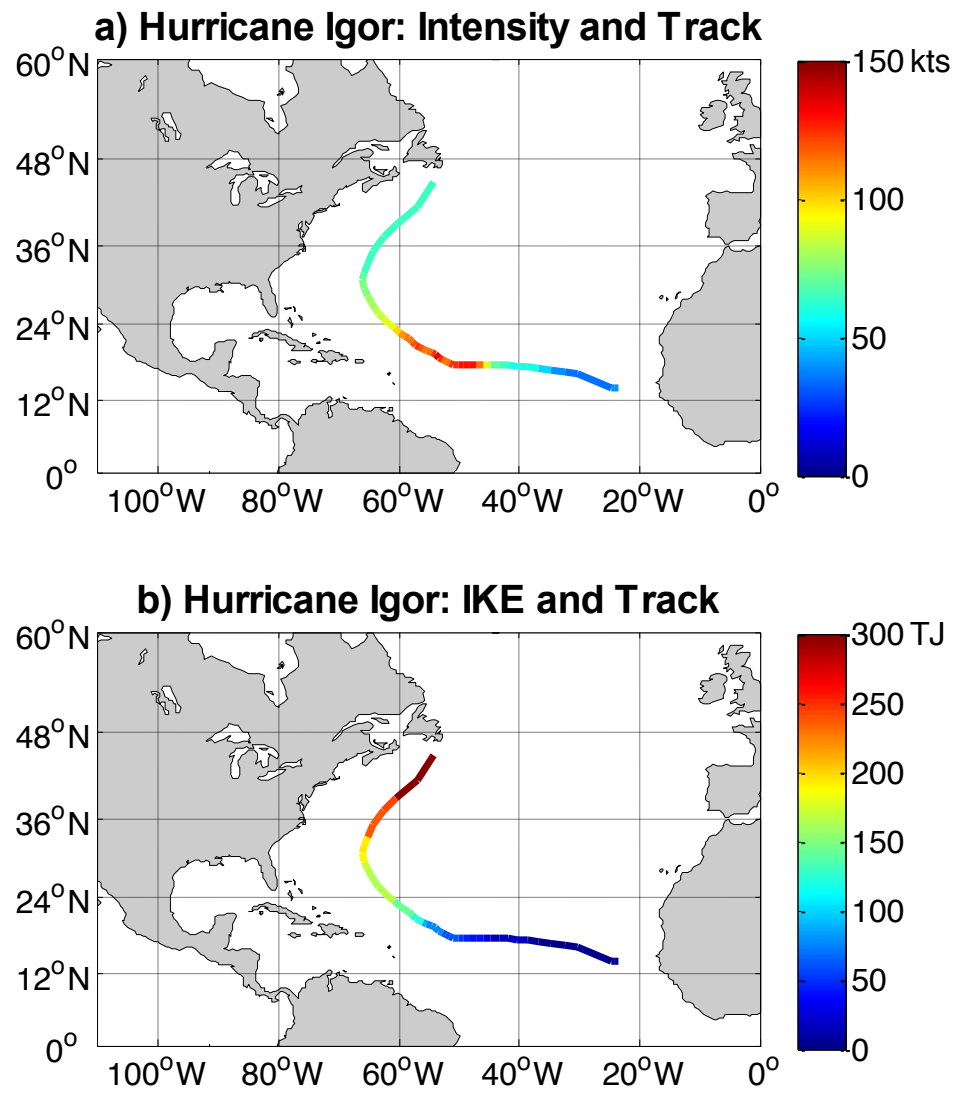 a) Hurricane Igor: Intensity and Track
60°N
48°N
36°N
24°N
12°N
0°
100°W 80°W 60°W 40°W 20°W 0°
150 kts
100
50
0
b) Hurricane Igor: IKE and Track
60°N
48°N
36°N
24°N
12°N
0°
100°W 80°W 60°W 40°W 20°W 0°
300 TJ
250
200
150
100
50
0